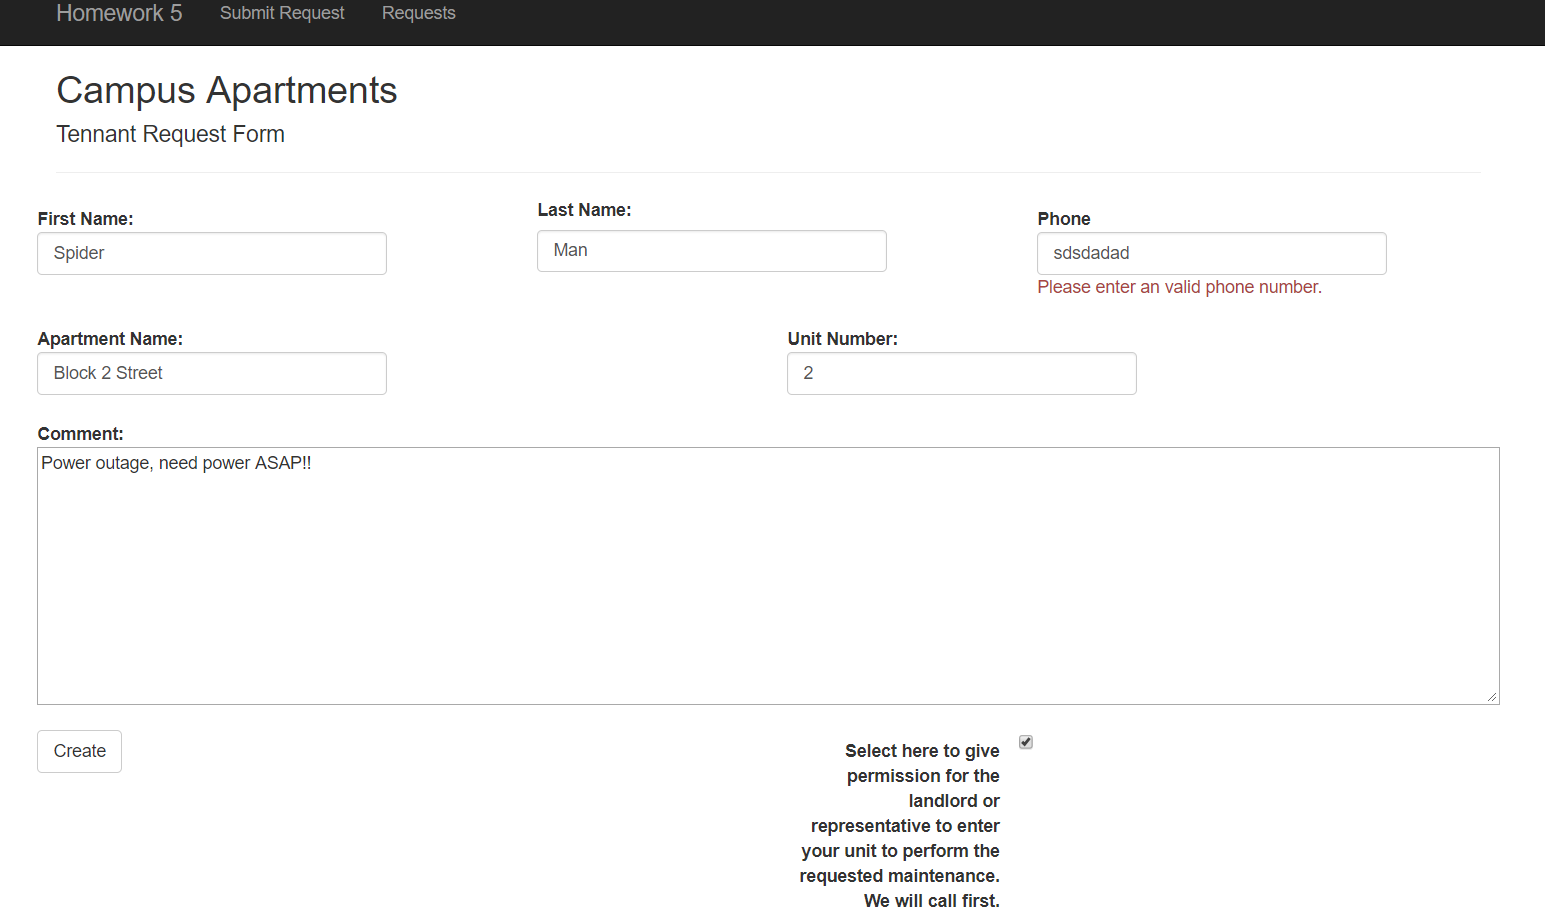 Homework 5 Submit Request Requests
Campus Apartments
Tennant Request Form
First Name: Last Name: Phone
Spider Man sdsdadad
Please enter an valid phone number.
Apartment Name: Unit Number:
Block 2 Street 2
Comment:
Power outage, need power ASAP!!
Create
Select here to give
permission for the
landlord or
representative to enter
your unit to perform the
requested maintenance.
We will call first.